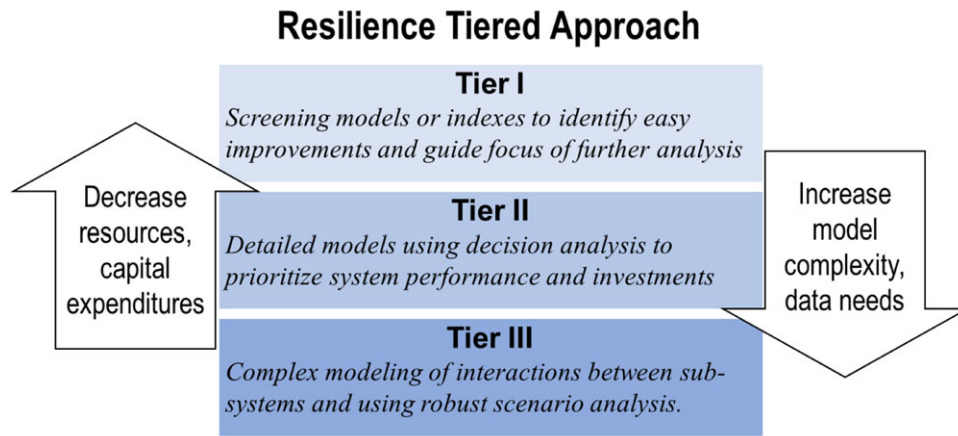 Resilience Tiered Approach
Tier I
Screening models or indexes to identify easy
improvements and guide focus of further analysis
Decrease
resources,
capital
expenditures
Tier II
Detailed models using decision analysis to
prioritize system performance and investments
Increase
model
complexity,
data needs
Tier III
Complex modeling of interactions between sub-
systems and using robust scenario analysis.